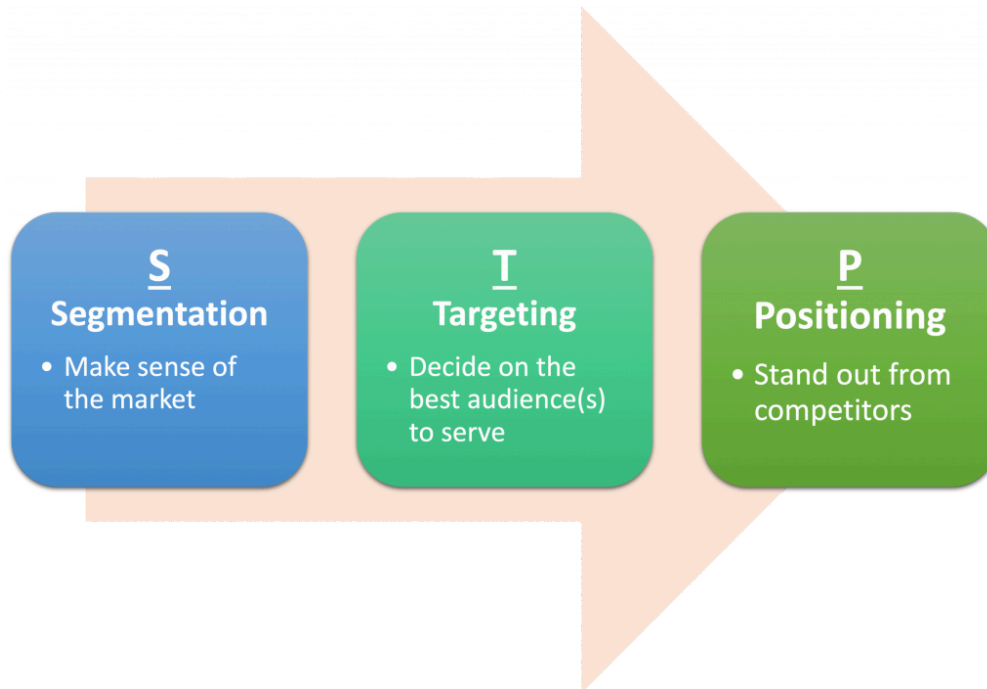 S
Segmentation
• Make sense of
the market
T
Targeting
• Decide on the
best audience(s)
to serve
P
Positioning
• Stand out from
competitors